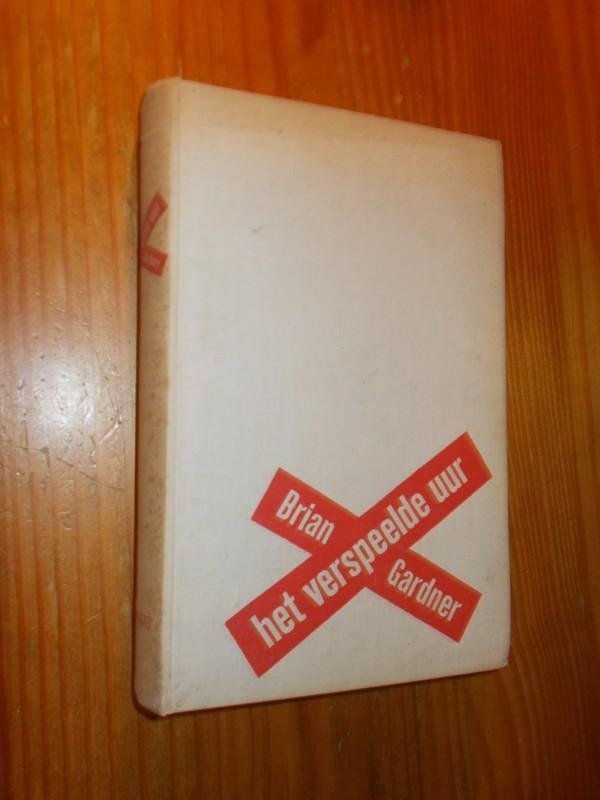 Brian
Gardner
het verspeelde uur